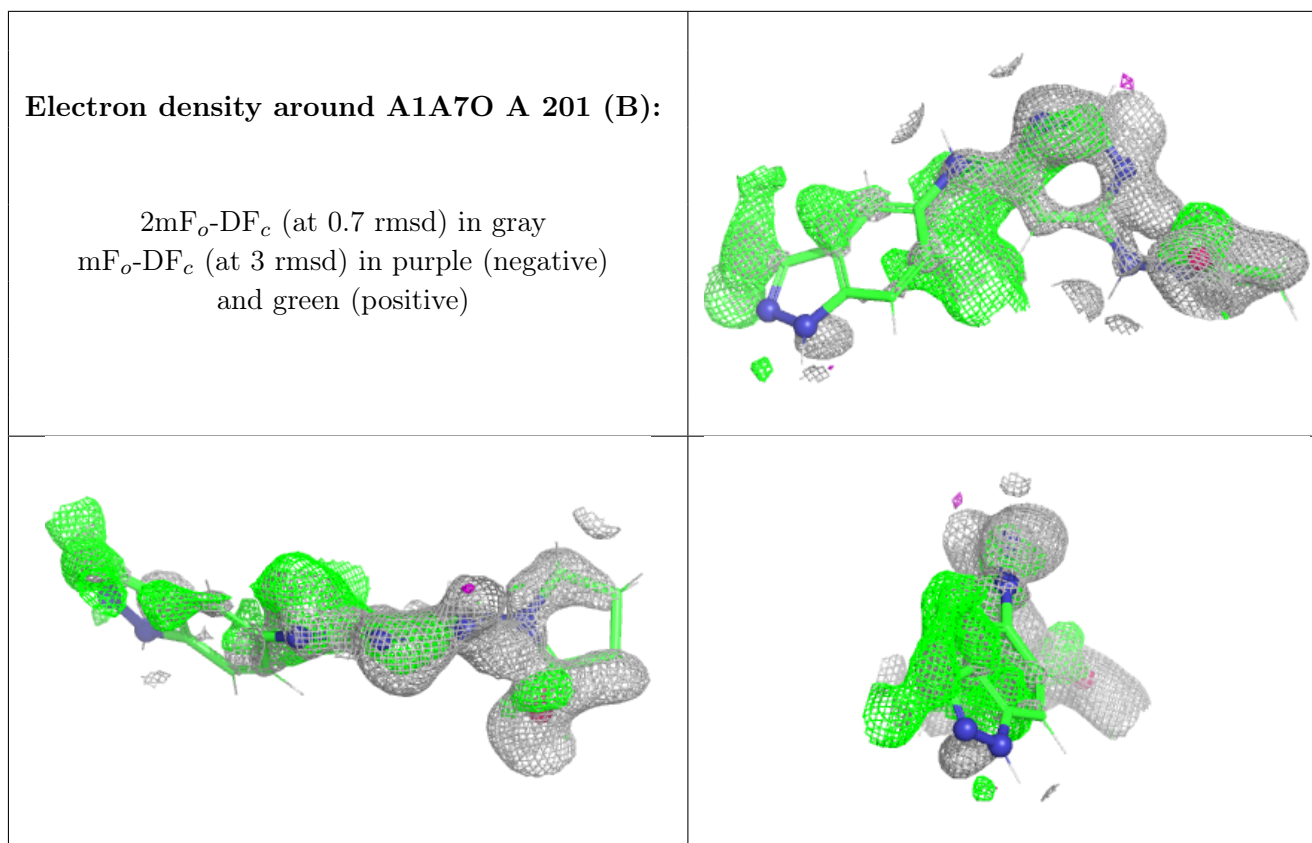 Electron density around A1A7O A 201 (B):
2mFₒ-DF𝒸 (at 0.7 rmsd) in gray
mFₒ-DF𝒸 (at 3 rmsd) in purple (negative)
and green (positive)